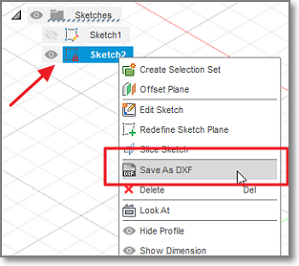 Sketches
Sketch1
Sketch2
Create Selection Set
Offset Plane
Edit Sketch
Redefine Sketch Plane
Slice Sketch
Save As DXF
Delete Del
Look At
Hide Profile
Show Dimension